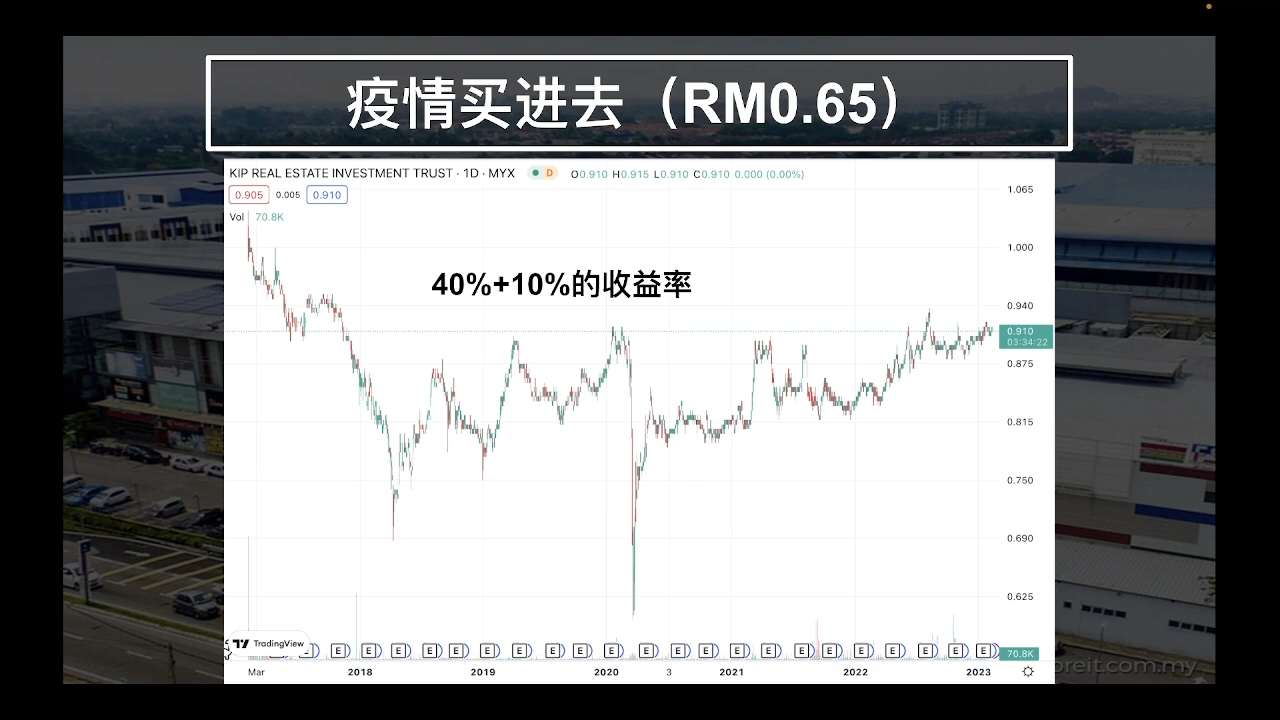 疫情买进去（RM0.65）
KIP REAL ESTATE INVESTMENT TRUST · 1D · MYX D O0.910 H0.915 L0.910 C0.910 0.000 (0.00%)
0.905 0.005 0.910
Vol 70.8K
40%+10%的收益率
1.065
1.000
0.940
0.910
03:34:22
0.875
0.815
0.750
0.690
0.625
70.8K
TradingView
E E E E E E E E E E E E E E E E E E E E E E
Mar 2018 2019 2020 3 2021 2022 2023
reit.com.my